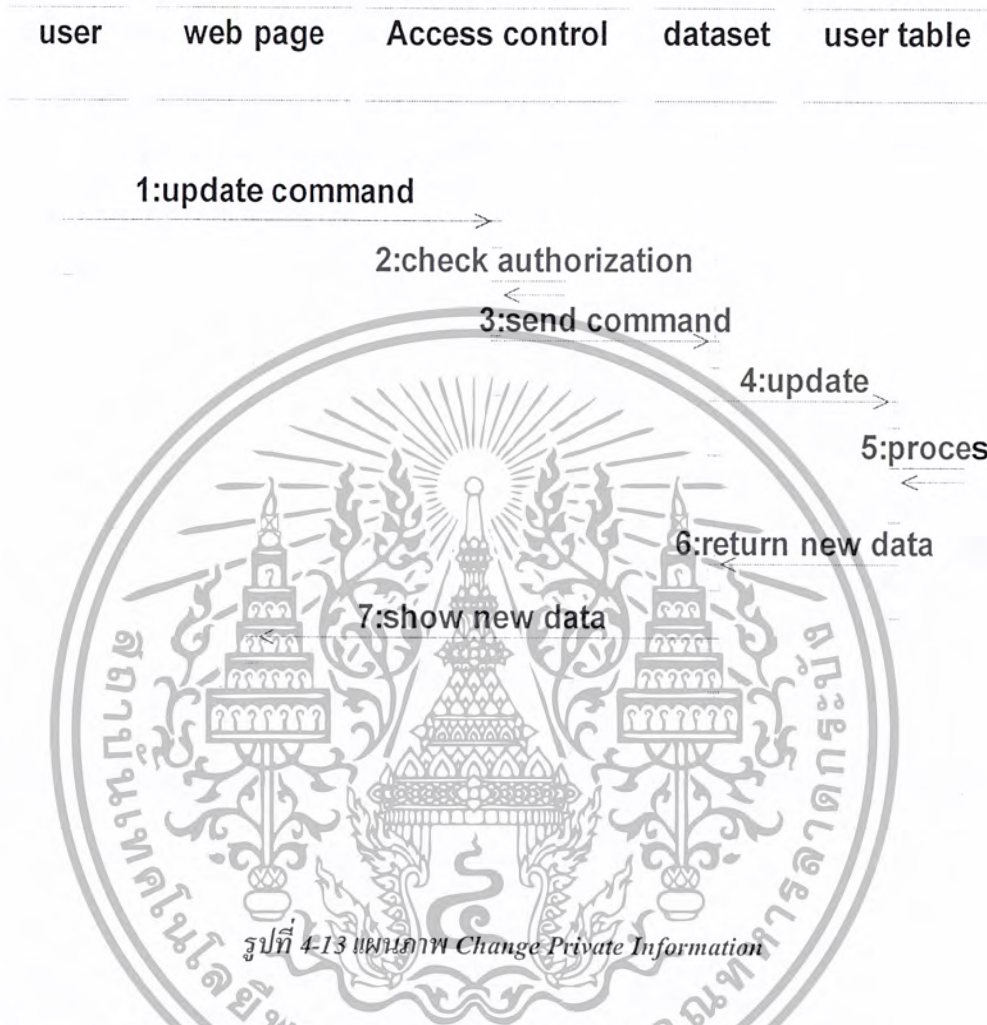 user web page Access control dataset user table
1:update command
2:check authorization
3:send command
4:update
5:proces
6:return new data
7:show new data
รูปที่ 4-13 แผนภาพ Change Private Information